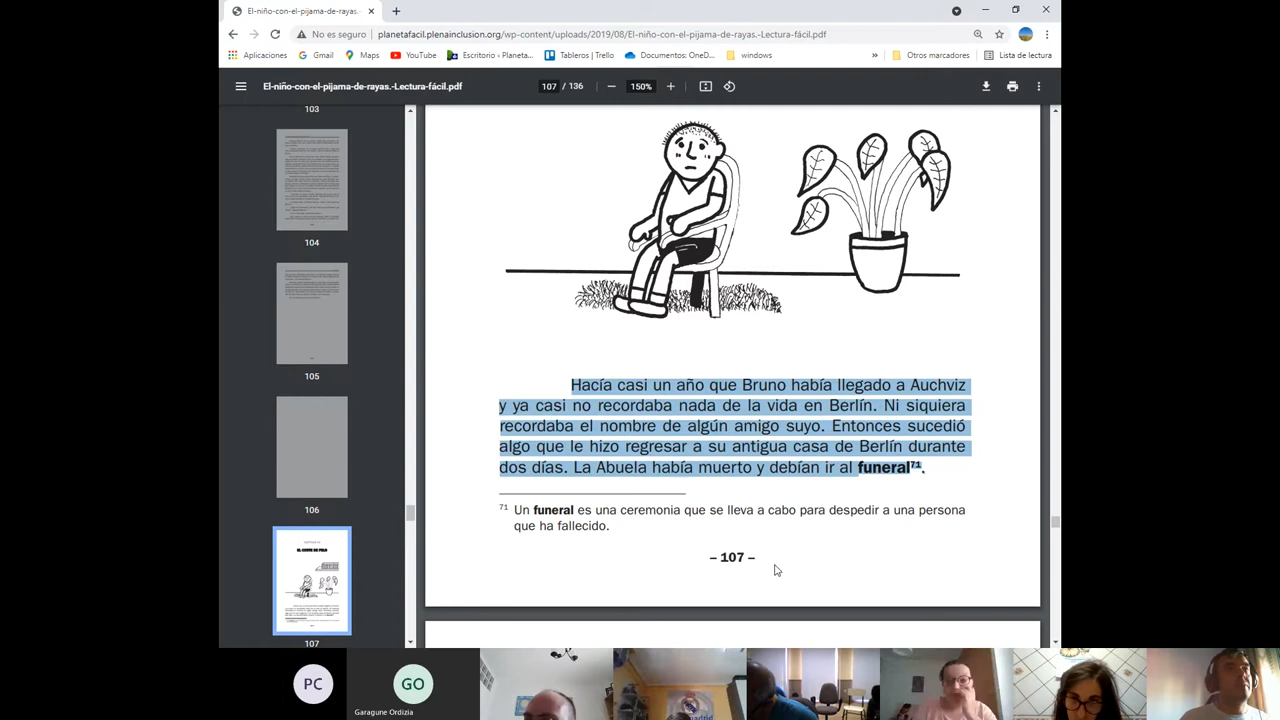 El-niño-con-el-pijama-de-rayas.-
No es seguro
planetafacil.plenainclusion.org/wp-content/uploads/2019/08/El-niño-con-el-pijama-de-rayas.-Lectura-fácil.pdf
Aplicaciones Gmail Maps YouTube Escritorio - Planeta... Tableros | Trello Documentos: OneD... windows » Otros marcadores Lista de lectura
El-niño-con-el-pijama-de-rayas.-Lectura-fácil.pdf 107 / 136 150%
103
104
105
106
EL CORTE DE PELO
107
Hacía casi un año que Bruno había llegado a Auchviz
y ya casi no recordaba nada de la vida en Berlín. Ni siquiera
recordaba el nombre de algún amigo suyo. Entonces sucedió
algo que le hizo regresar a su antigua casa de Berlín durante
dos días. La Abuela había muerto y debían ir al funeral⁷¹.
⁷¹ Un funeral es una ceremonia que se lleva a cabo para despedir a una persona
que ha fallecido.
– 107 –
PC
GO
Garagune Ordizia